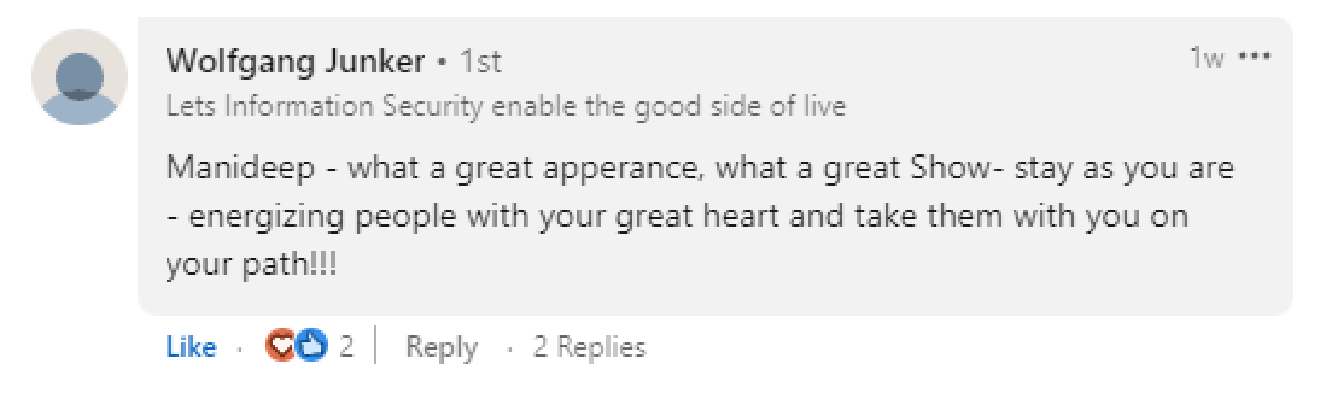 Wolfgang Junker • 1st
1w •••
Lets Information Security enable the good side of live
Manideep - what a great apperance, what a great Show- stay as you are
- energizing people with your great heart and take them with you on
your path!!!
Like · 2 | Reply · 2 Replies